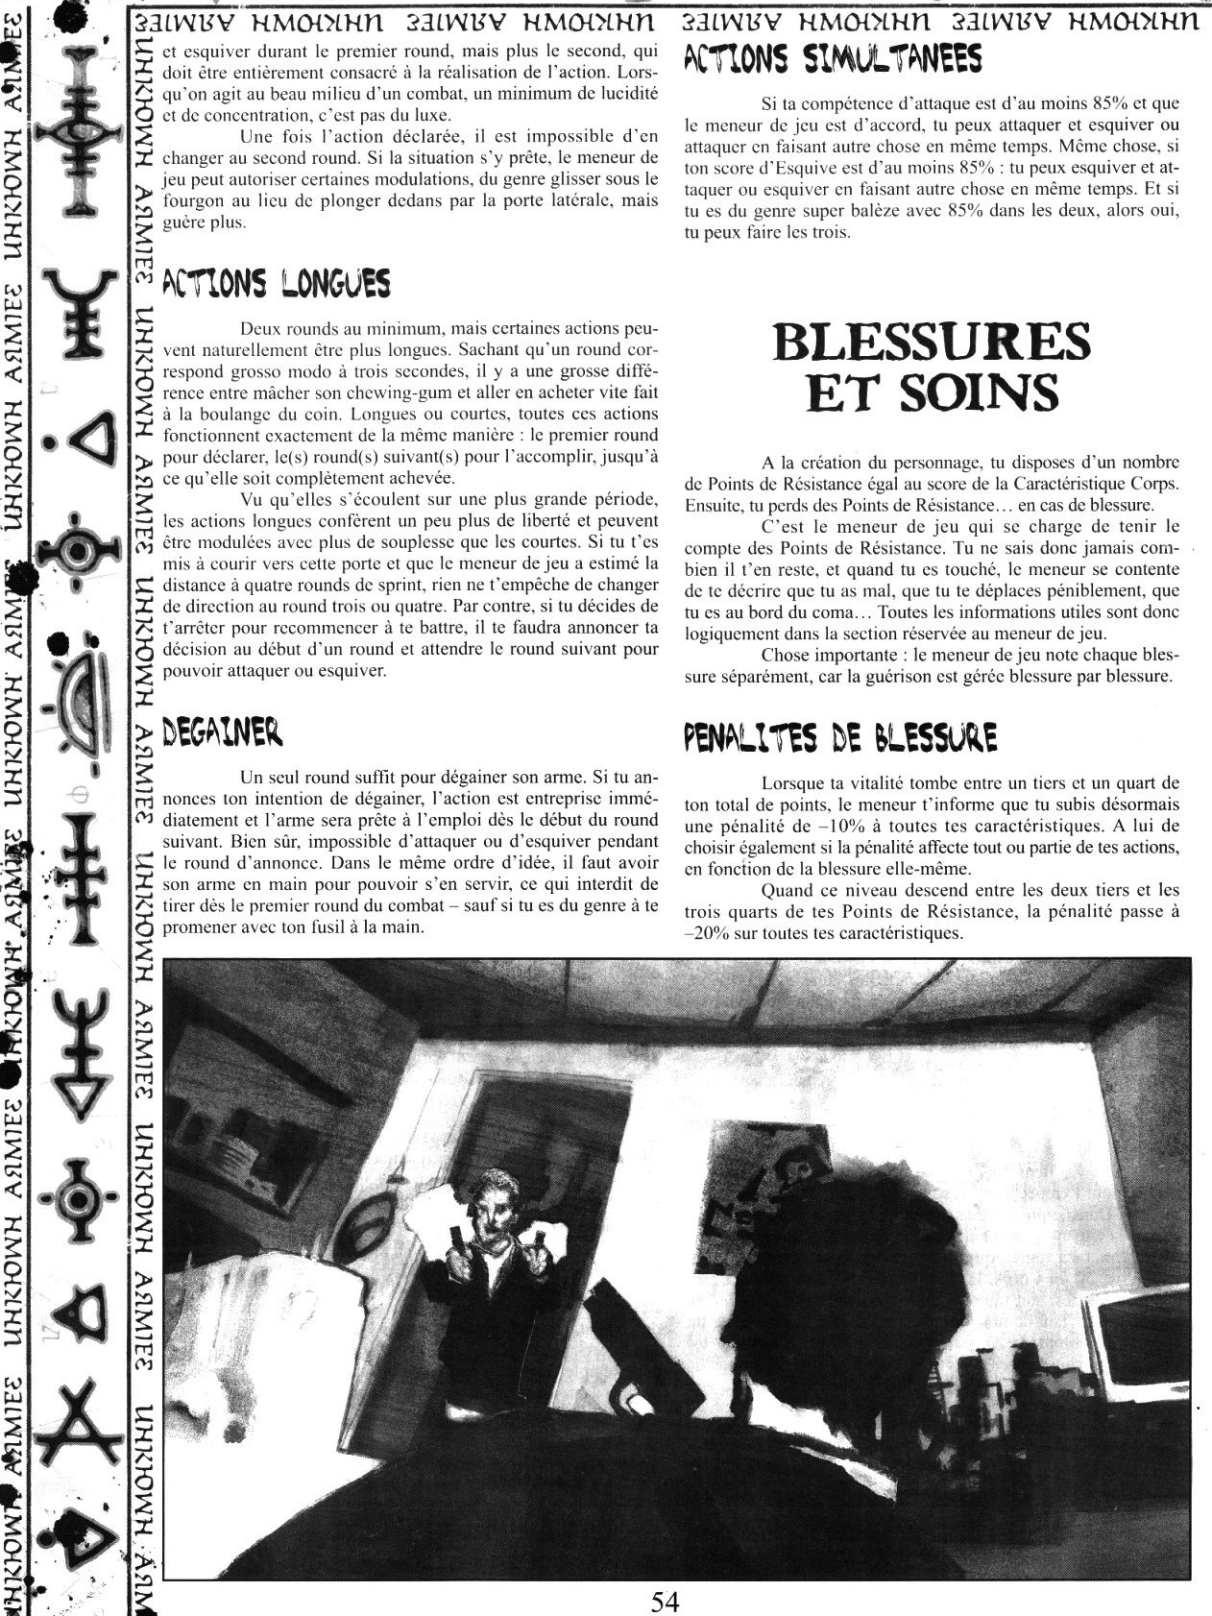 UHKHOWH AЯMIES UHKHOWH AЯMIES UHKHOWH AЯMIES UHKHOWH AЯMIES
et esquiver durant le premier round, mais plus le second, qui
doit être entièrement consacré à la réalisation de l'action. Lors-
qu'on agit au beau milieu d'un combat, un minimum de lucidité
et de concentration, c'est pas du luxe.
Une fois l'action déclarée, il est impossible d'en
changer au second round. Si la situation s'y prête, le meneur de
jeu peut autoriser certaines modulations, du genre glisser sous le
fourgon au lieu de plonger dedans par la porte latérale, mais
guère plus.
ACTIONS LONGUES
Deux rounds au minimum, mais certaines actions peu-
vent naturellement être plus longues. Sachant qu'un round cor-
respond grosso modo à trois secondes, il y a une grosse diffé-
rence entre mâcher son chewing-gum et aller en acheter vite fait
à la boulange du coin. Longues ou courtes, toutes ces actions
fonctionnent exactement de la même manière : le premier round
pour déclarer, le(s) round(s) suivant(s) pour l'accomplir, jusqu'à
ce qu'elle soit complètement achevée.
Vu qu'elles s'écoulent sur une plus grande période,
les actions longues confèrent un peu plus de liberté et peuvent
être modulées avec plus de souplesse que les courtes. Si tu t'es
mis à courir vers cette porte et que le meneur de jeu a estimé la
distance à quatre rounds de sprint, rien ne t'empêche de changer
de direction au round trois ou quatre. Par contre, si tu décides de
t'arrêter pour recommencer à te battre, il te faudra annoncer ta
décision au début d'un round et attendre le round suivant pour
pouvoir attaquer ou esquiver.
DEGAINER
Un seul round suffit pour dégainer son arme. Si tu an-
nonces ton intention de dégainer, l'action est entreprise immé-
diatement et l'arme sera prête à l'emploi dès le début du round
suivant. Bien sûr, impossible d'attaquer ou d'esquiver pendant
le round d'annonce. Dans le même ordre d'idée, il faut avoir
son arme en main pour pouvoir s'en servir, ce qui interdit de
tirer dès le premier round du combat – sauf si tu es du genre à te
promener avec ton fusil à la main.
ACTIONS SIMULTANEES
Si ta compétence d'attaque est d'au moins 85% et que
le meneur de jeu est d'accord, tu peux attaquer et esquiver ou
attaquer en faisant autre chose en même temps. Même chose, si
ton score d'Esquive est d'au moins 85% : tu peux esquiver et at-
taquer ou esquiver en faisant autre chose en même temps. Et si
tu es du genre super balèze avec 85% dans les deux, alors oui,
tu peux faire les trois.
BLESSURES
ET SOINS
A la création du personnage, tu disposes d'un nombre
de Points de Résistance égal au score de la Caractéristique Corps.
Ensuite, tu perds des Points de Résistance… en cas de blessure.
C'est le meneur de jeu qui se charge de tenir le
compte des Points de Résistance. Tu ne sais donc jamais com-
bien il t'en reste, et quand tu es touché, le meneur se contente
de te décrire que tu as mal, que tu te déplaces péniblement, que
tu es au bord du coma… Toutes les informations utiles sont donc
logiquement dans la section réservée au meneur de jeu.
Chose importante : le meneur de jeu note chaque bles-
sure séparément, car la guérison est gérée blessure par blessure.
PENALITES DE BLESSURE
Lorsque ta vitalité tombe entre un tiers et un quart de
ton total de points, le meneur t'informe que tu subis désormais
une pénalité de –10% à toutes tes caractéristiques. A lui de
choisir également si la pénalité affecte tout ou partie de tes actions,
en fonction de la blessure elle-même.
Quand ce niveau descend entre les deux tiers et les
trois quarts de tes Points de Résistance, la pénalité passe à
–20% sur toutes tes caractéristiques.
54